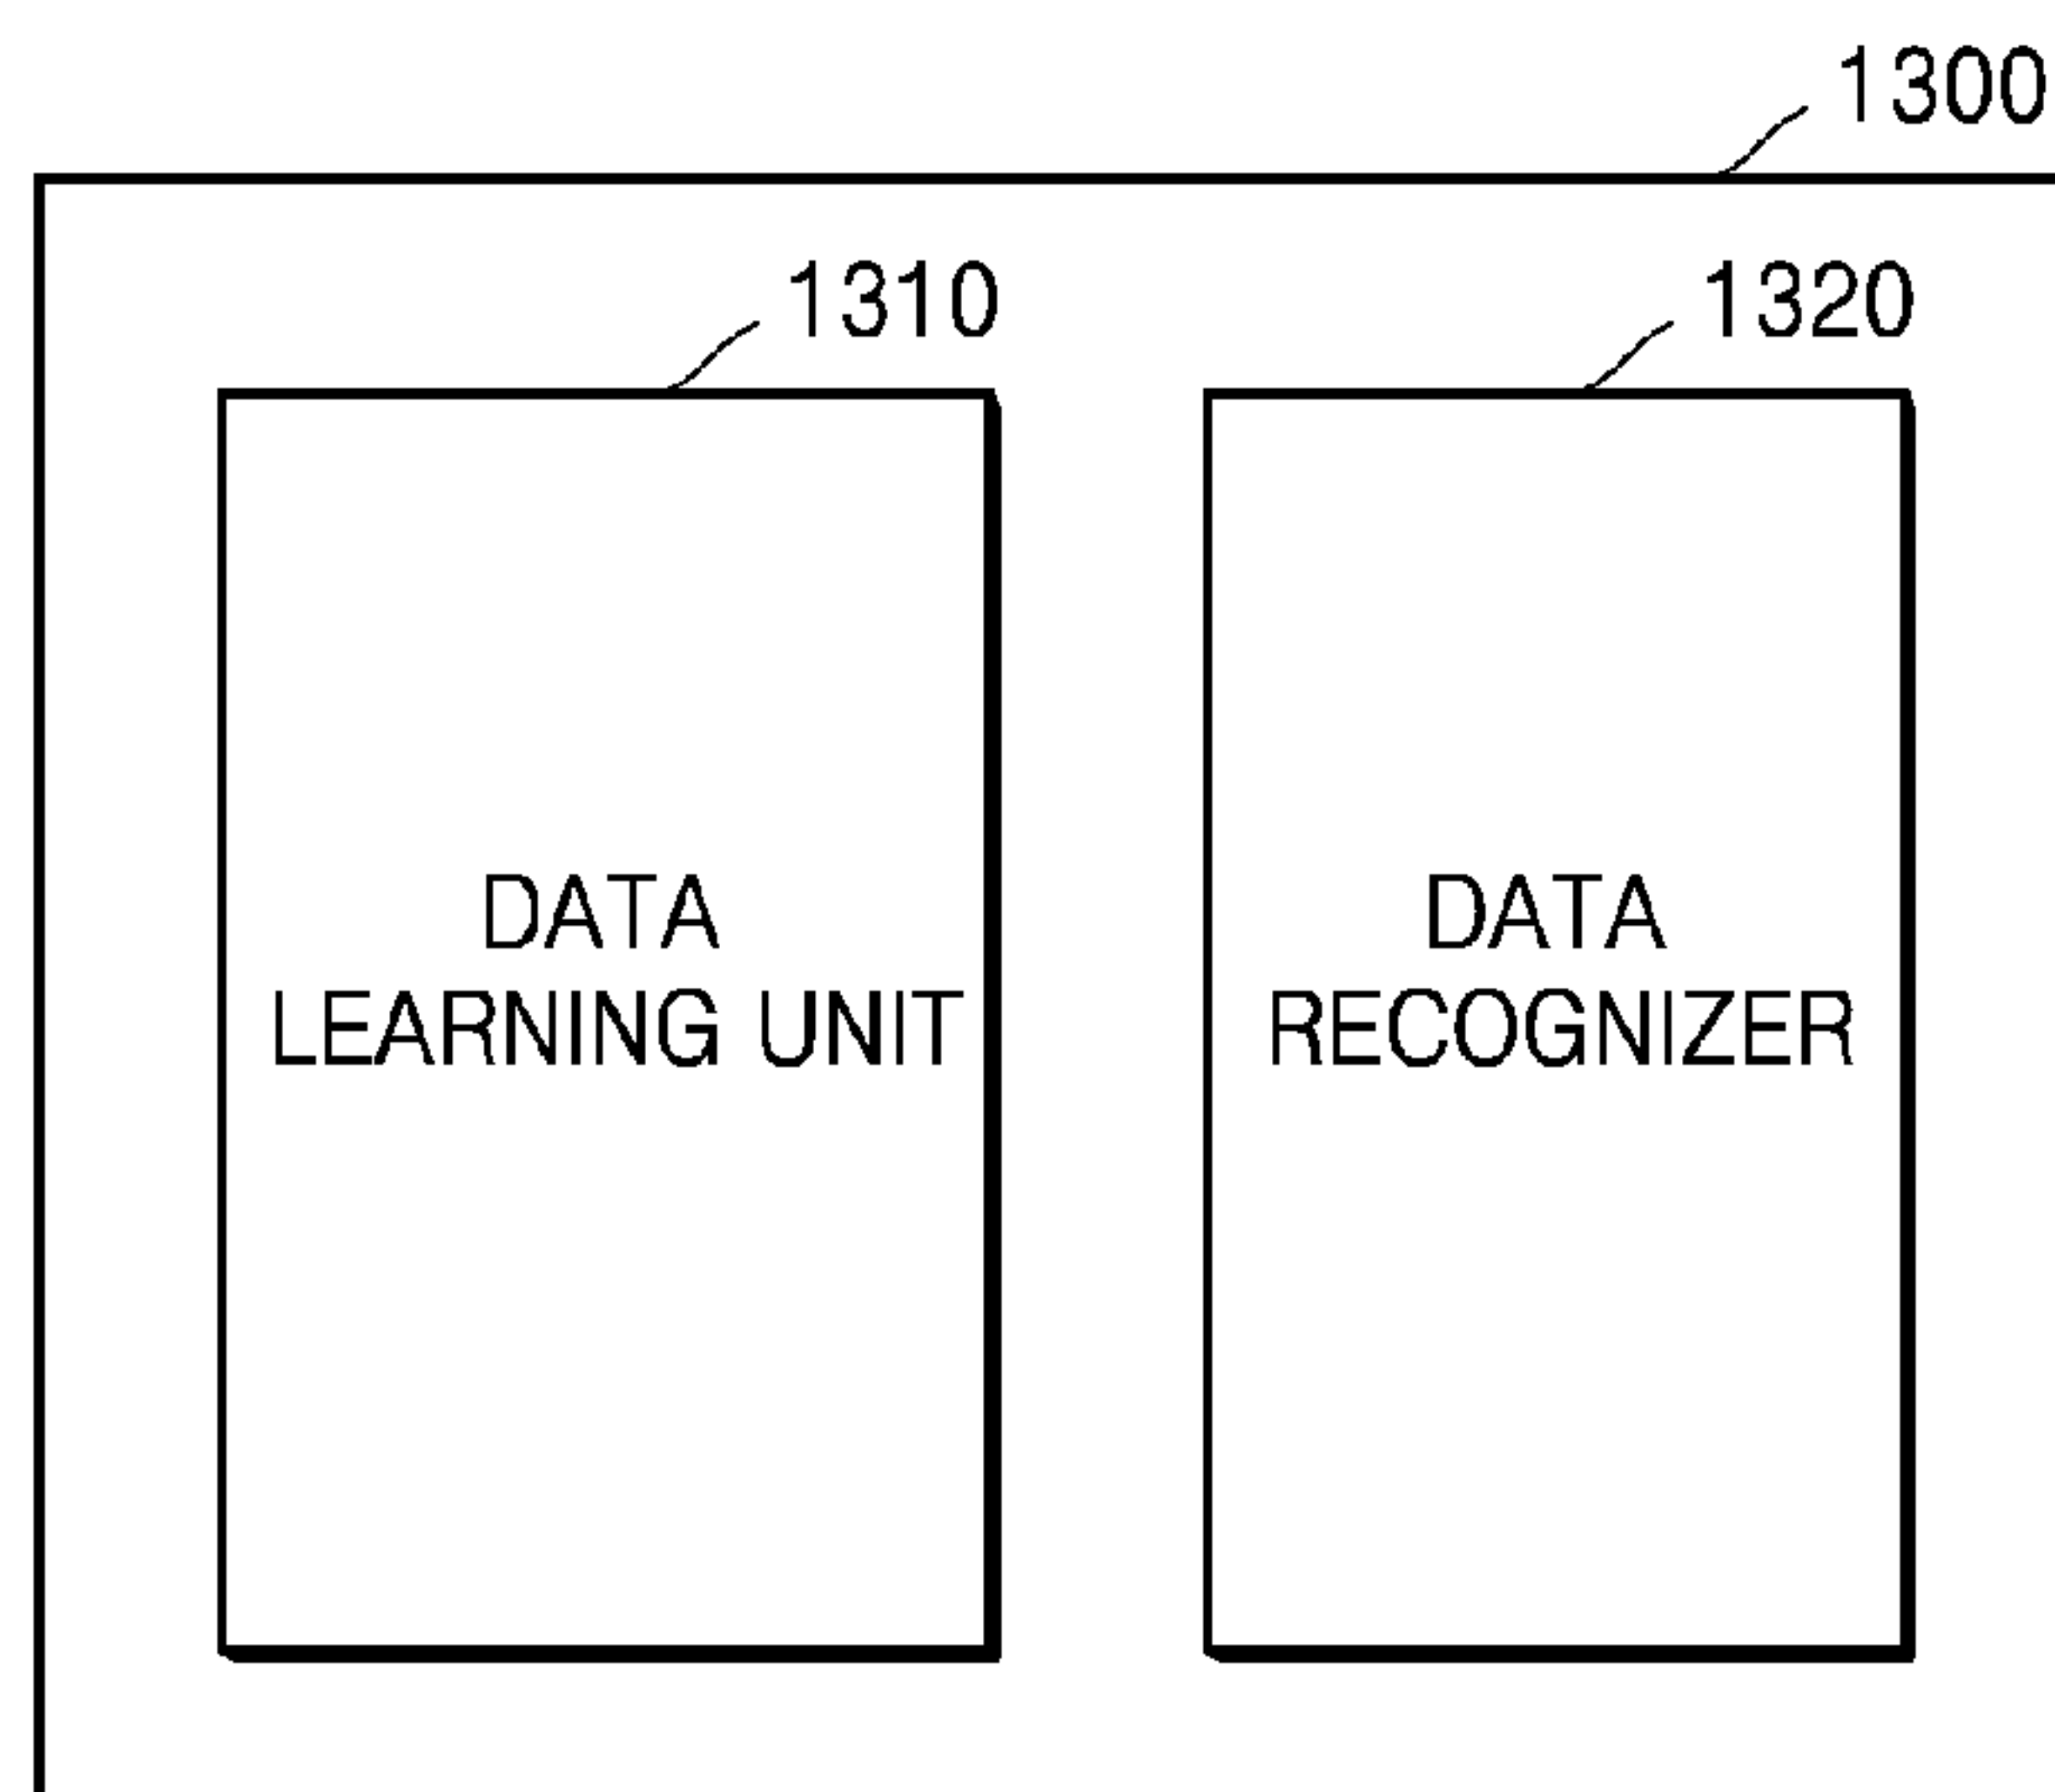 1300
1310
1320
DATA
LEARNING UNIT
DATA
RECOGNIZER